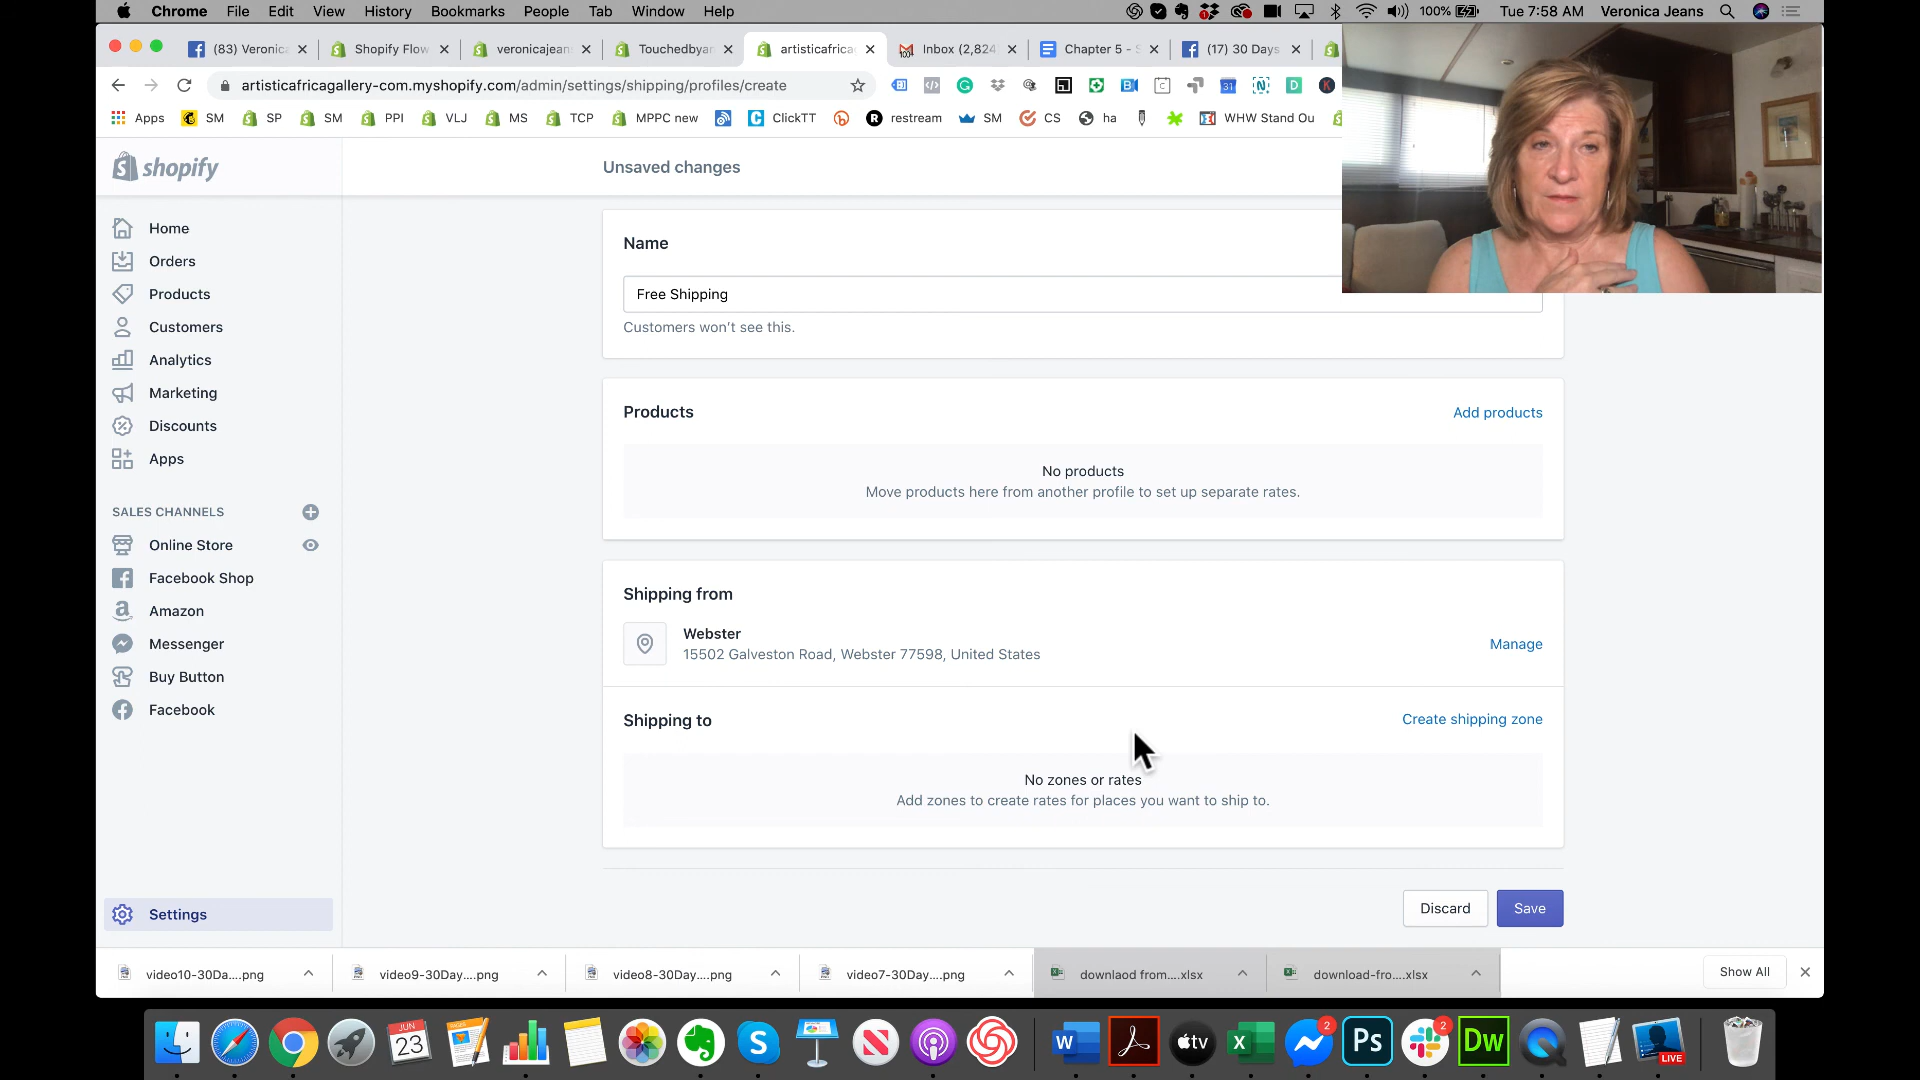 Chrome File Edit View History Bookmarks People Tab Window Help 100% Tue 7:58 AM Veronica Jeans
(83) Veronica Shopify Flow veronicajean Touchedbyar artisticafrica Inbox (2,824 Chapter 5 - S (17) 30 Days
artisticafricagallery-com.myshopify.com/admin/settings/shipping/profiles/create
Apps SM SP SM PPI VLJ MS TCP MPPC new ClickTT restream SM CS ha WHW Stand Ou
shopify
Unsaved changes
Home
Orders
Products
Customers
Analytics
Marketing
Discounts
Apps
SALES CHANNELS
Online Store
Facebook Shop
Amazon
Messenger
Buy Button
Facebook
Settings
Name
Free Shipping
Customers won't see this.
Products
Add products
No products
Move products here from another profile to set up separate rates.
Shipping from
Webster
15502 Galveston Road, Webster 77598, United States
Manage
Shipping to
Create shipping zone
No zones or rates
Add zones to create rates for places you want to ship to.
Discard Save
video10-30Da....png video9-30Day....png video8-30Day....png video7-30Day....png downlaod from....xlsx download-fro....xlsx Show All
JUN
23
PAGES
tv
2
Ps
2
Dw
LIVE